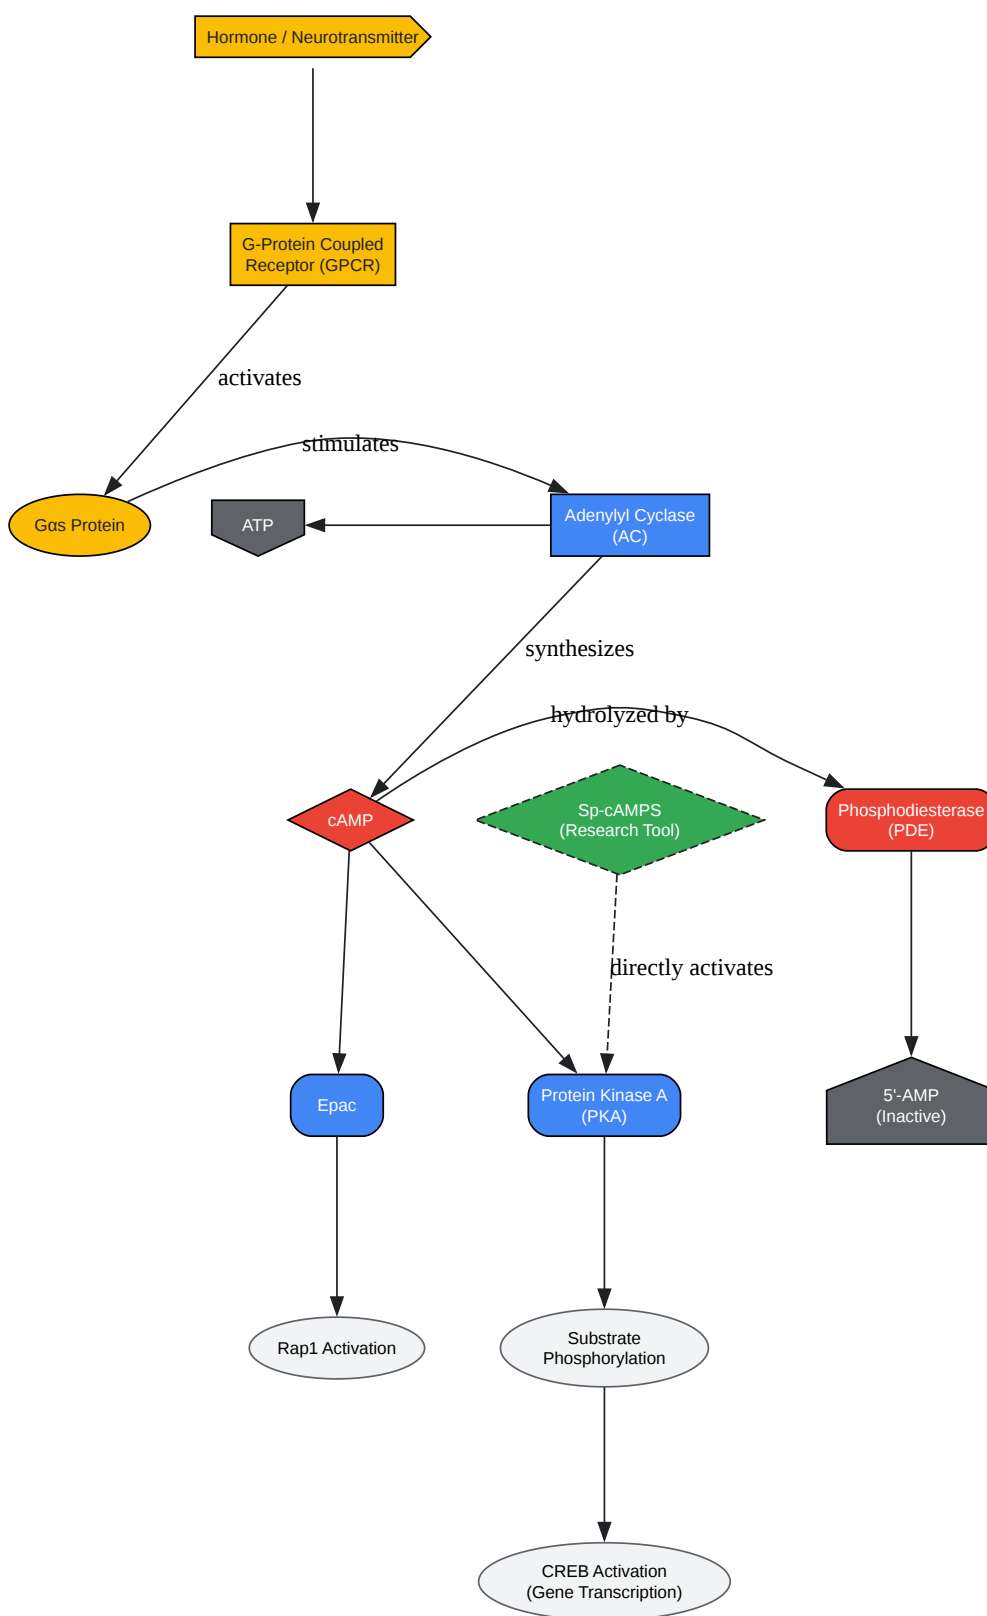 Hormone / Neurotransmitter
G-Protein Coupled
Receptor (GPCR)
activates
stimulates
Gαs Protein
ATP
Adenylyl Cyclase
(AC)
synthesizes
hydrolyzed by
cAMP
Sp-cAMPS
(Research Tool)
Phosphodiesterase
(PDE)
directly activates
Epac
Protein Kinase A
(PKA)
5'-AMP
(Inactive)
Rap1 Activation
Substrate
Phosphorylation
CREB Activation
(Gene Transcription)